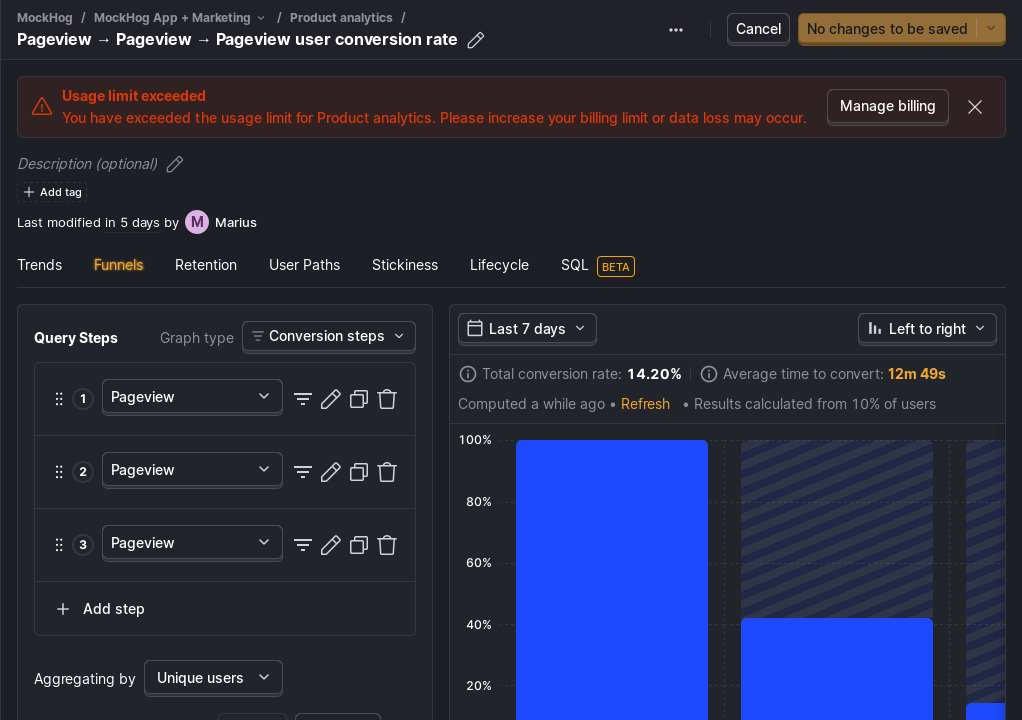 MockHog / MockHog App + Marketing / Product analytics /
Pageview → Pageview → Pageview user conversion rate
Cancel
No changes to be saved
Usage limit exceeded
You have exceeded the usage limit for Product analytics. Please increase your billing limit or data loss may occur.
Manage billing
Description (optional)
Add tag
Last modified in 5 days by M Marius
Trends Funnels Retention User Paths Stickiness Lifecycle SQL BETA
Query Steps Graph type Conversion steps
1 Pageview
2 Pageview
3 Pageview
Add step
Aggregating by Unique users
Last 7 days Left to right
Total conversion rate: 14.20% Average time to convert: 12m 49s
Computed a while ago • Refresh • Results calculated from 10% of users
100%
80%
60%
40%
20%